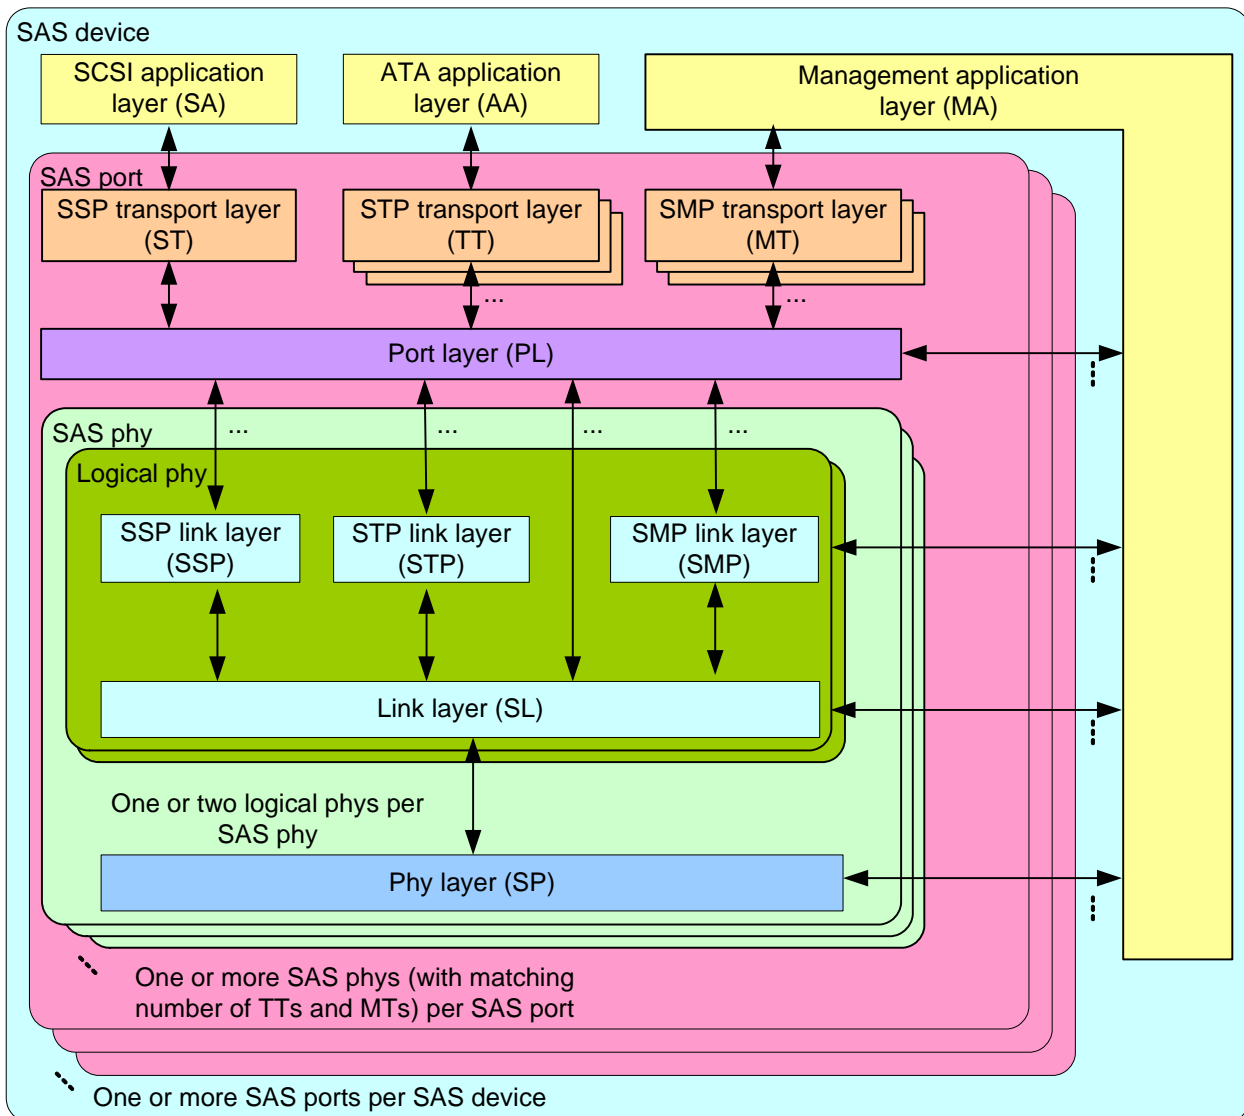 SAS device
SCSI application
layer (SA)
ATA application
layer (AA)
Management application
layer (MA)
SAS port
SSP transport layer
(ST)
STP transport layer
(TT)
SMP transport layer
(MT)
...
...
Port layer (PL)
SAS phy
...
...
...
...
Logical phy
SSP link layer
(SSP)
STP link layer
(STP)
SMP link layer
(SMP)
Link layer (SL)
One or two logical phys per
SAS phy
Phy layer (SP)
One or more SAS phys (with matching
number of TTs and MTs) per SAS port
One or more SAS ports per SAS device